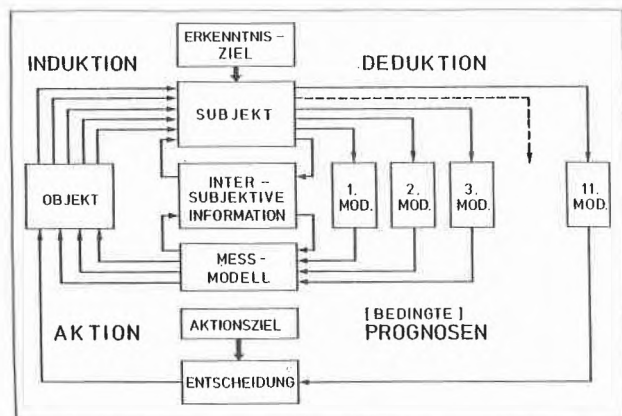 ERKENNTNIS-
ZIEL
INDUKTION
DEDUKTION
SUBJEKT
INTER-
SUBJEKTIVE
INFORMATION
1.
MOD.
2.
MOD.
3.
MOD.
11.
MOD.
OBJEKT
MESS-
MODELL
AKTION
AKTIONSZIEL
[BEDINGTE]
PROGNOSEN
ENTSCHEIDUNG